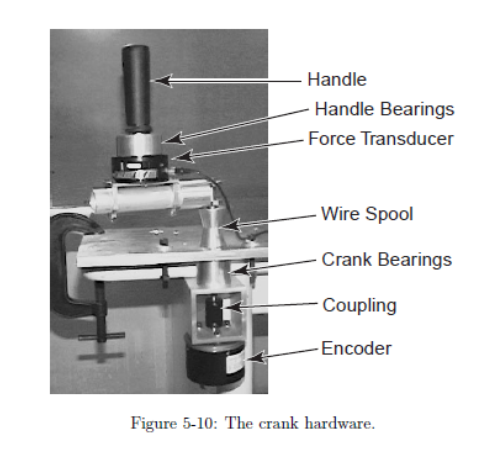 Handle
Handle Bearings
Force Transducer
Wire Spool
Crank Bearings
Coupling
Encoder
Figure 5-10: The crank hardware.